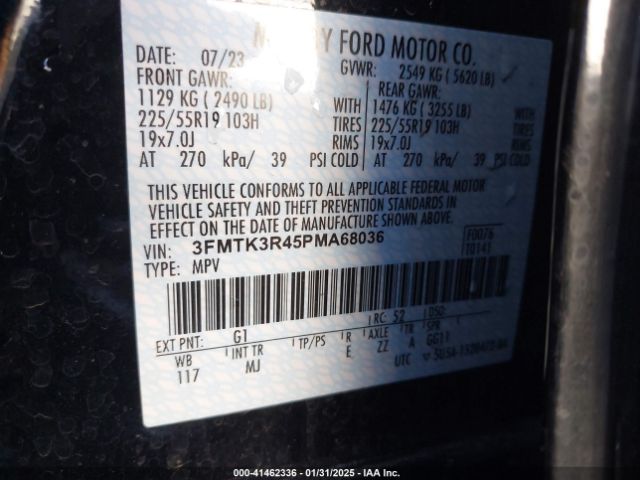 FORD MOTOR CO.
DATE: 07/23 GVWR: 2549 KG ( 5620 LB)
FRONT GAWR: REAR GAWR:
1129 KG ( 2490 LB) WITH 1476 KG ( 3255 LB) WITH
225/55R19 103H TIRES 225/55R19 103H TIRES
19x7.0J RIMS 19x7.0J RIMS
AT 270 kPa/ 39 PSI COLD AT 270 kPa/ 39 PSI COLD
THIS VEHICLE CONFORMS TO ALL APPLICABLE FEDERAL MOTOR
VEHICLE SAFETY AND THEFT PREVENTION STANDARDS IN
EFFECT ON THE DATE OF MANUFACTURE SHOWN ABOVE.
VIN: 3FMTK3R45PMA68036 F0076
TYPE: MPV T0141
EXT PNT: G1 RC: 52 DSO:
WB INT TR TP/PS R AXLE TR SPR
117 MJ E ZZ A GG11
UTC
000-41462336 - 01/31/2025 - IAA Inc.